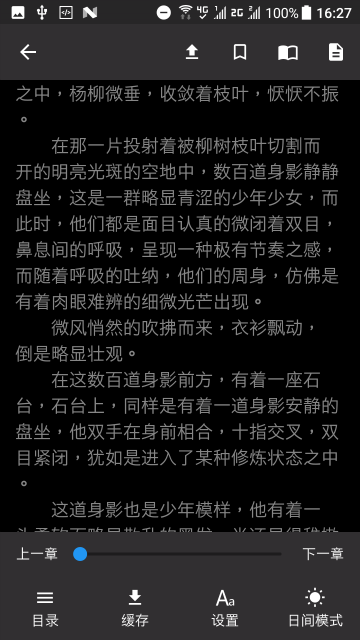 4G 2G 100% 16:27
之中，杨柳微垂，收敛着枝叶，恹恹不振
。
在那一片投射着被柳树枝叶切割而
开的明亮光斑的空地中，数百道身影静静
盘坐，这是一群略显青涩的少年少女，而
此时，他们都是面目认真的微闭着双目，
鼻息间的呼吸，呈现一种极有节奏之感，
而随着呼吸的吐纳，他们的周身，仿佛是
有着肉眼难辨的细微光芒出现。
微风悄然的吹拂而来，衣衫飘动，
倒是略显壮观。
在这数百道身影前方，有着一座石
台，石台上，同样是有着一道身影安静的
盘坐，他双手在身前相合，十指交叉，双
目紧闭，犹如是进入了某种修炼状态之中
。
这道身影也是少年模样，他有着一
上一章 下一章
目录 缓存 Aa 设置 日间模式